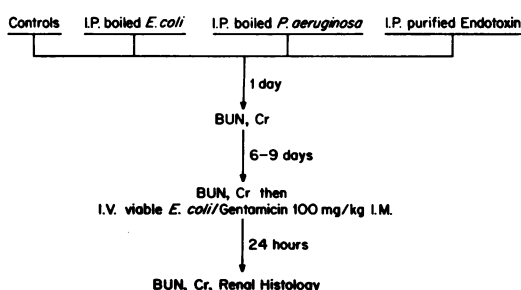 Controls I.P. boiled E. coli I.P. boiled P. aeruginosa I.P. purified Endotoxin
1 day
BUN, Cr
6-9 days
BUN, Cr then
I.V. viable E. coli/Gentamicin 100 mg/kg I.M.
24 hours
BUN, Cr, Renal Histology